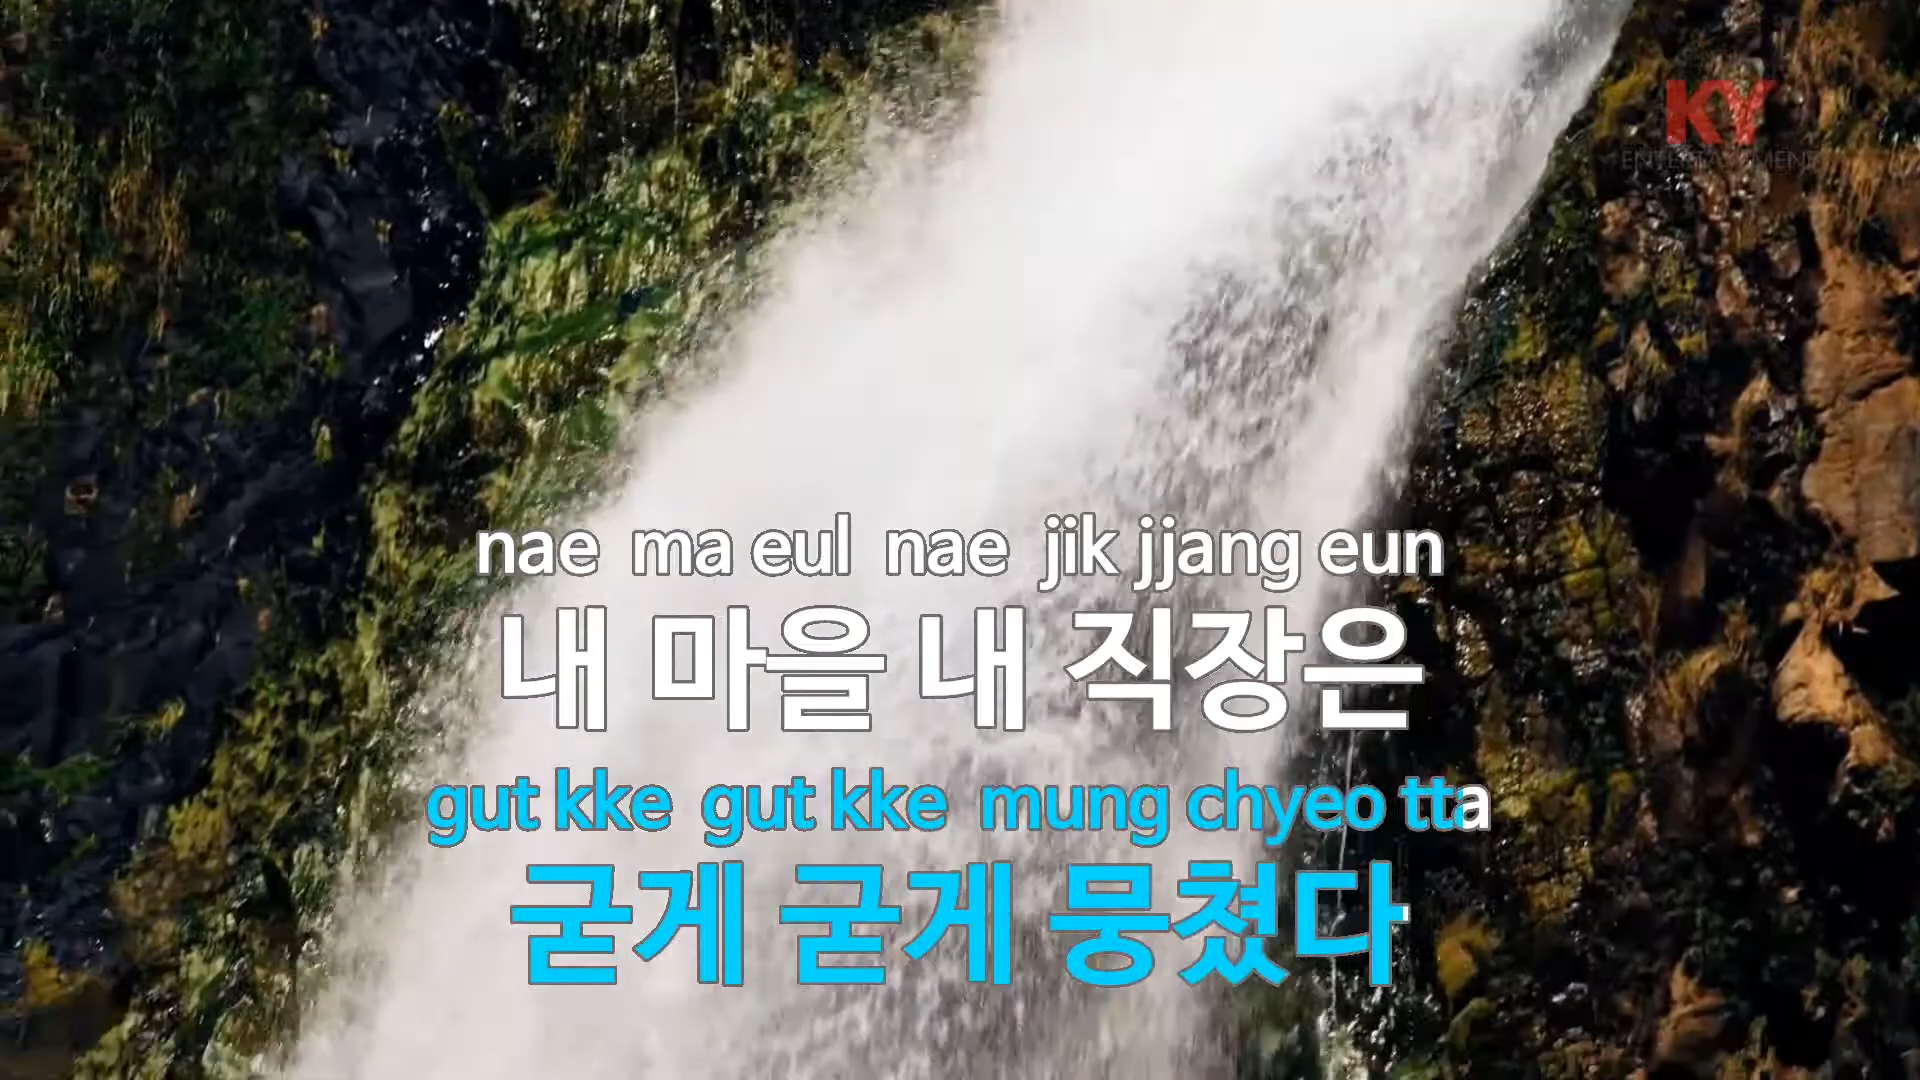 KY
ENTERTAINMENT
nae ma eul nae jik jjang eun
내 마을 내 직장은
gut kke gut kke mung chyeo tta
굳게 굳게 뭉쳤다